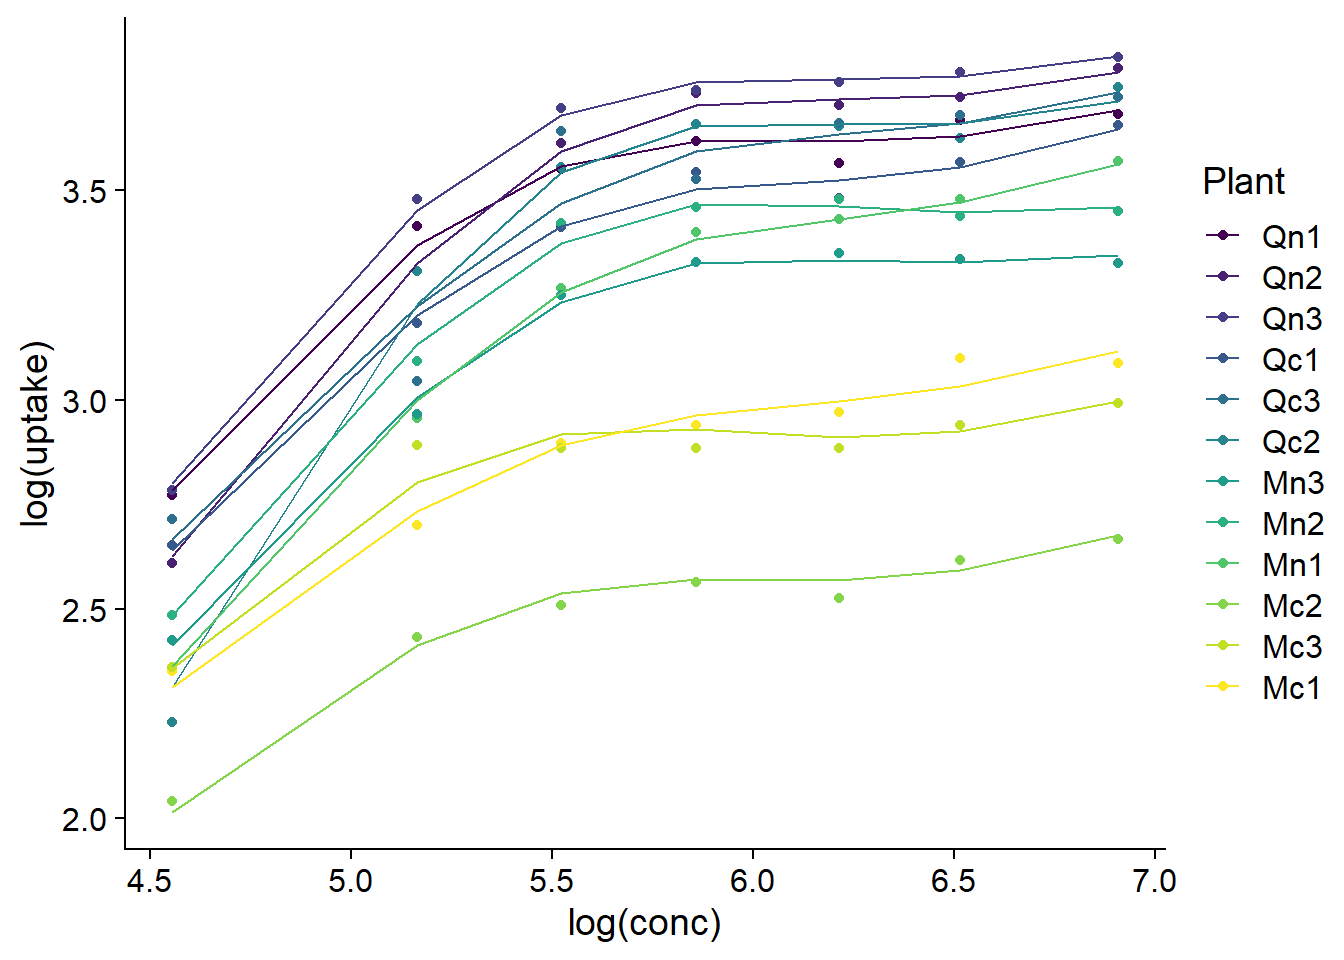 log(uptake)
3.5
3.0
2.5
2.0
4.5 5.0 5.5 6.0 6.5 7.0
log(conc)
Plant
Qn1
Qn2
Qn3
Qc1
Qc3
Qc2
Mn3
Mn2
Mn1
Mc2
Mc3
Mc1